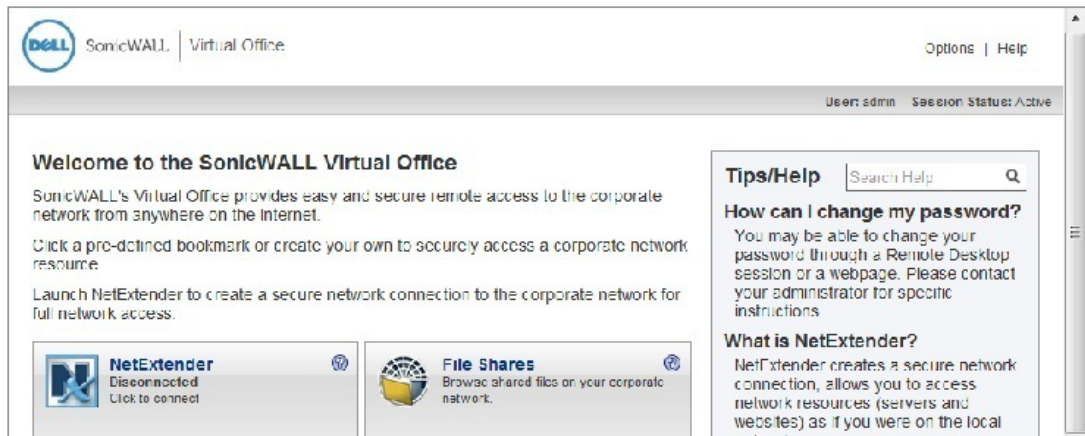 DELL SonicWALL | Virtual Office
Options | Help
User: admin Session Status: Active
Welcome to the SonicWALL Virtual Office
SonicWALL's Virtual Office provides easy and secure remote access to the corporate
network from anywhere on the Internet.
Click a pre-defined bookmark or create your own to securely access a corporate network
resource.
Launch NetExtender to create a secure network connection to the corporate network for
full network access.
NetExtender
Disconnected
Click to connect
File Shares
Browse shared files on your corporate
network.
Tips/Help Search Help
How can I change my password?
You may be able to change your
password through a Remote Desktop
session or a webpage. Please contact
your administrator for specific
instructions.
What is NetExtender?
NetExtender creates a secure network
connection, allows you to access
network resources (servers and
websites) as if you were on the local